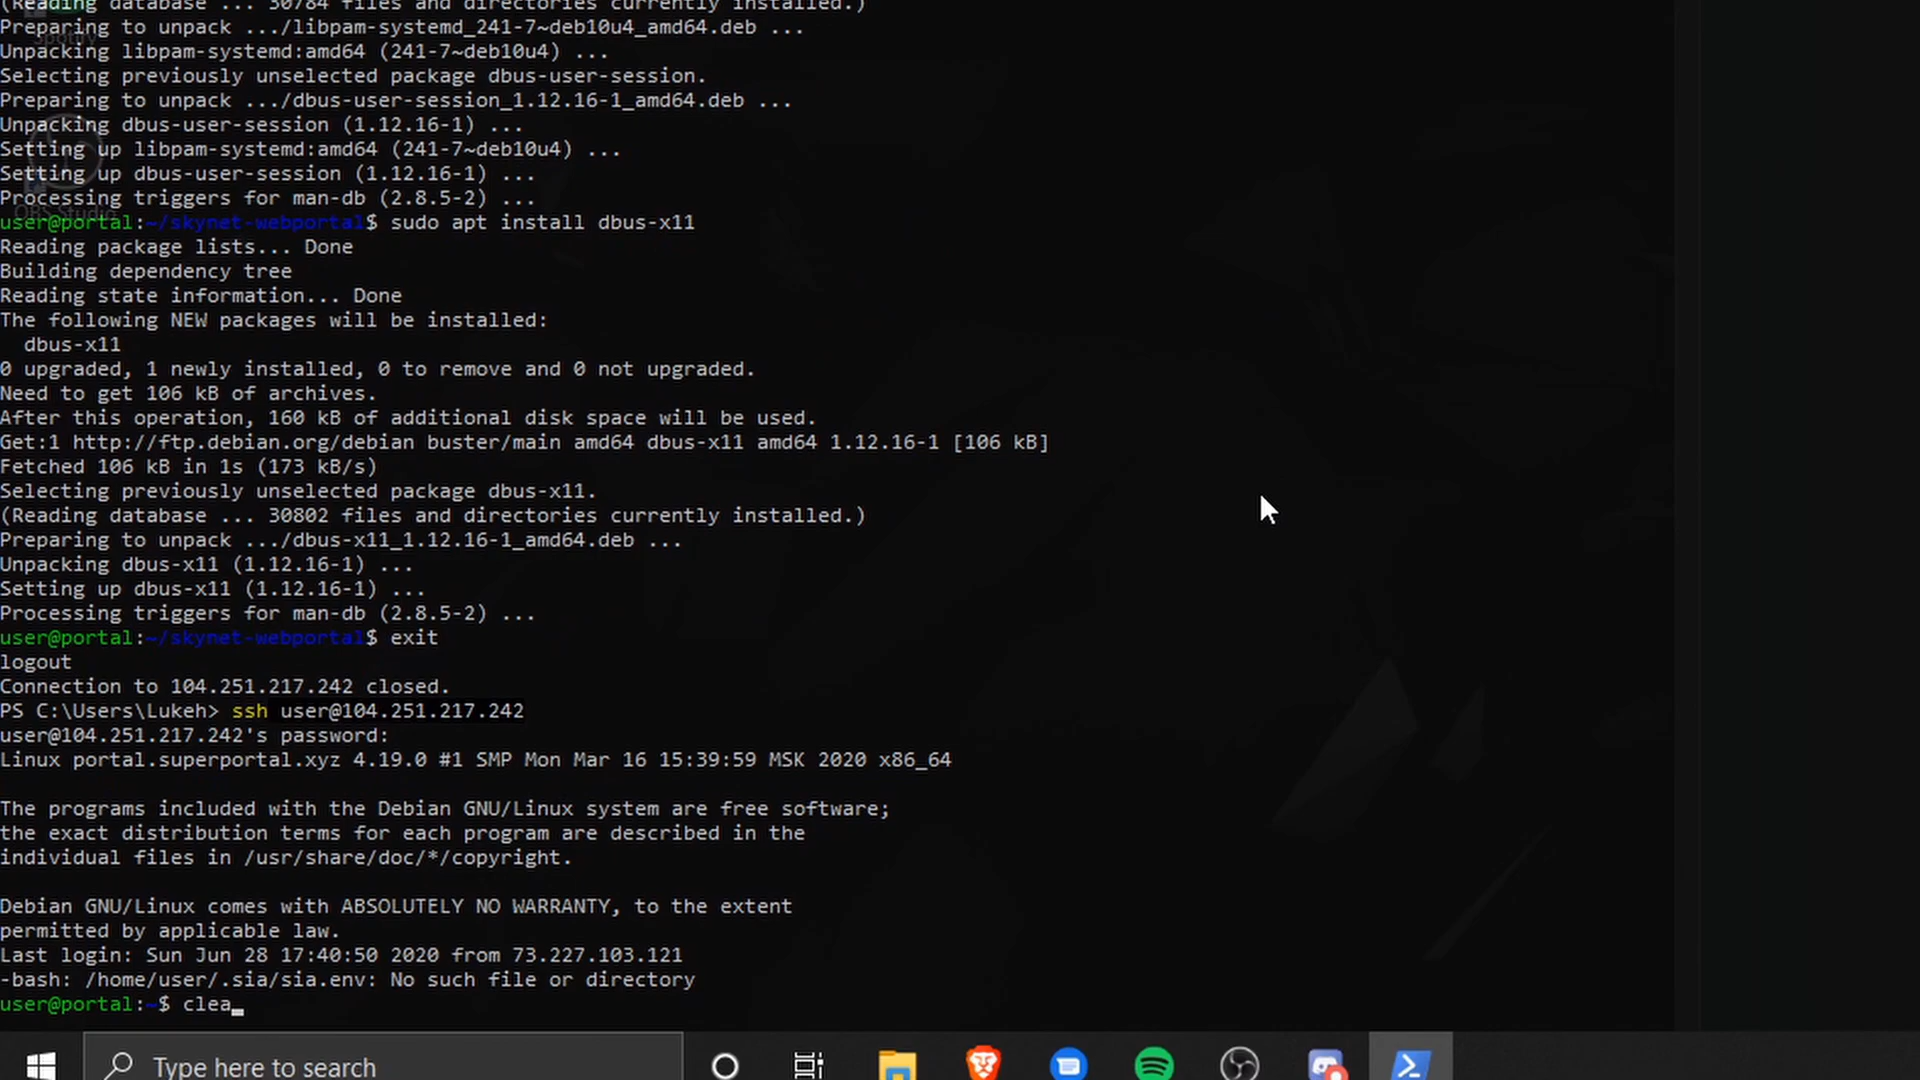 (Reading database ... 30784 files and directories currently installed.)
Preparing to unpack .../libpam-systemd_241-7~deb10u4_amd64.deb ...
Unpacking libpam-systemd:amd64 (241-7~deb10u4) ...
Selecting previously unselected package dbus-user-session.
Preparing to unpack .../dbus-user-session_1.12.16-1_amd64.deb ...
Unpacking dbus-user-session (1.12.16-1) ...
Setting up libpam-systemd:amd64 (241-7~deb10u4) ...
Setting up dbus-user-session (1.12.16-1) ...
Processing triggers for man-db (2.8.5-2) ...
user@portal:~/skynet-webportal$ sudo apt install dbus-x11
Reading package lists... Done
Building dependency tree
Reading state information... Done
The following NEW packages will be installed:
  dbus-x11
0 upgraded, 1 newly installed, 0 to remove and 0 not upgraded.
Need to get 106 kB of archives.
After this operation, 160 kB of additional disk space will be used.
Get:1 http://ftp.debian.org/debian buster/main amd64 dbus-x11 amd64 1.12.16-1 [106 kB]
Fetched 106 kB in 1s (173 kB/s)
Selecting previously unselected package dbus-x11.
(Reading database ... 30802 files and directories currently installed.)
Preparing to unpack .../dbus-x11_1.12.16-1_amd64.deb ...
Unpacking dbus-x11 (1.12.16-1) ...
Setting up dbus-x11 (1.12.16-1) ...
Processing triggers for man-db (2.8.5-2) ...
user@portal:~/skynet-webportal$ exit
logout
Connection to 104.251.217.242 closed.
PS C:\Users\Lukeh> ssh user@104.251.217.242
user@104.251.217.242's password:
Linux portal.superportal.xyz 4.19.0 #1 SMP Mon Mar 16 15:39:59 MSK 2020 x86_64

The programs included with the Debian GNU/Linux system are free software;
the exact distribution terms for each program are described in the
individual files in /usr/share/doc/*/copyright.

Debian GNU/Linux comes with ABSOLUTELY NO WARRANTY, to the extent
permitted by applicable law.
Last login: Sun Jun 28 17:40:50 2020 from 73.227.103.121
-bash: /home/user/.sia/sia.env: No such file or directory
user@portal:~$ clea_
Spotify
OBS Studio
Type here to search